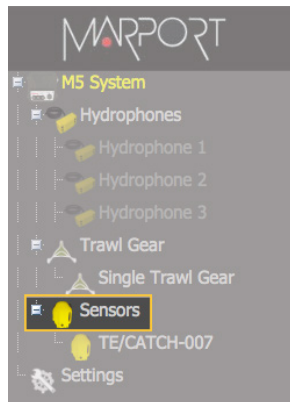 MARPORT
M5 System
Hydrophones
Hydrophone 1
Hydrophone 2
Hydrophone 3
Trawl Gear
Single Trawl Gear
Sensors
TE/CATCH-007
Settings